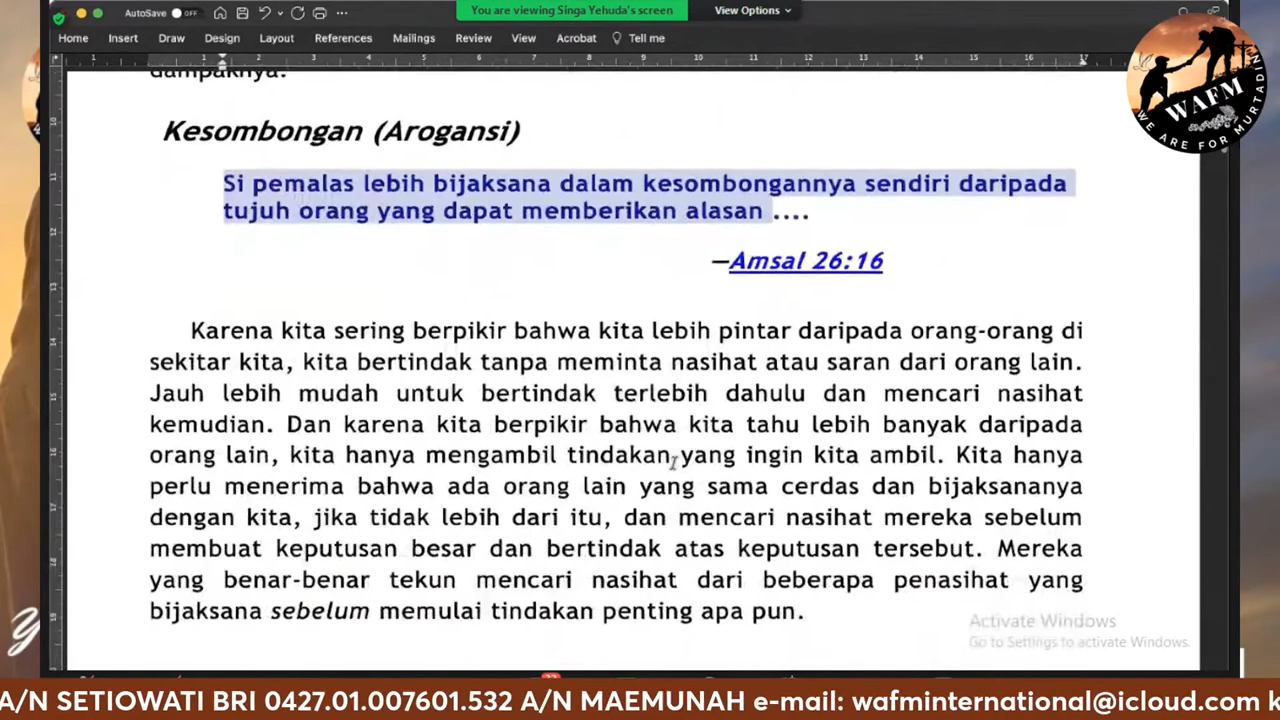 AutoSave OFF
You are viewing Singa Yehuda's screen
View Options
Home Insert Draw Design Layout References Mailings Review View Acrobat Tell me
dampaknya.
Kesombongan (Arogansi)
Si pemalas lebih bijaksana dalam kesombongannya sendiri daripada
tujuh orang yang dapat memberikan alasan ....
—Amsal 26:16
Karena kita sering berpikir bahwa kita lebih pintar daripada orang-orang di
sekitar kita, kita bertindak tanpa meminta nasihat atau saran dari orang lain.
Jauh lebih mudah untuk bertindak terlebih dahulu dan mencari nasihat
kemudian. Dan karena kita berpikir bahwa kita tahu lebih banyak daripada
orang lain, kita hanya mengambil tindakan yang ingin kita ambil. Kita hanya
perlu menerima bahwa ada orang lain yang sama cerdas dan bijaksananya
dengan kita, jika tidak lebih dari itu, dan mencari nasihat mereka sebelum
membuat keputusan besar dan bertindak atas keputusan tersebut. Mereka
yang benar-benar tekun mencari nasihat dari beberapa penasihat yang
bijaksana sebelum memulai tindakan penting apa pun.
WAFM
WE ARE FOR MURTADIN
Activate Windows
Go to Settings to activate Windows.
A/N SETIOWATI BRI 0427.01.007601.532 A/N MAEMUNAH e-mail: wafminternational@icloud.com k